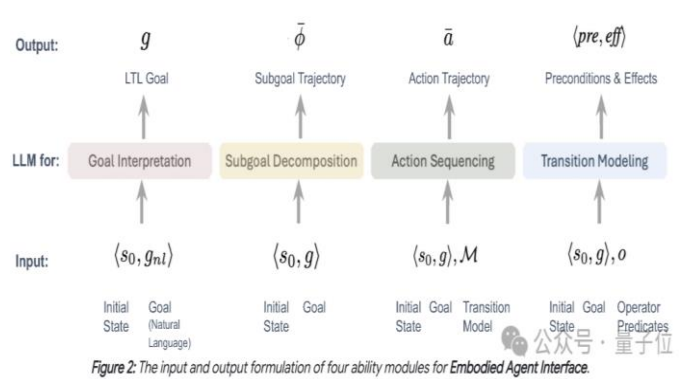 Output: g ϕ̄ ā ⟨pre, eff⟩
LTL Goal Subgoal Trajectory Action Trajectory Preconditions & Effects
LLM for: Goal Interpretation Subgoal Decomposition Action Sequencing Transition Modeling
Input: ⟨s₀, gₙₗ⟩ ⟨s₀, g⟩ ⟨s₀, g⟩, ℳ ⟨s₀, g⟩, o
Initial State Goal (Natural Language) Initial State Goal Initial State Goal Transition Model Initial State Goal Operator Predicates
公众号·量子位
Figure 2: The input and output formulation of four ability modules for Embodied Agent Interface.